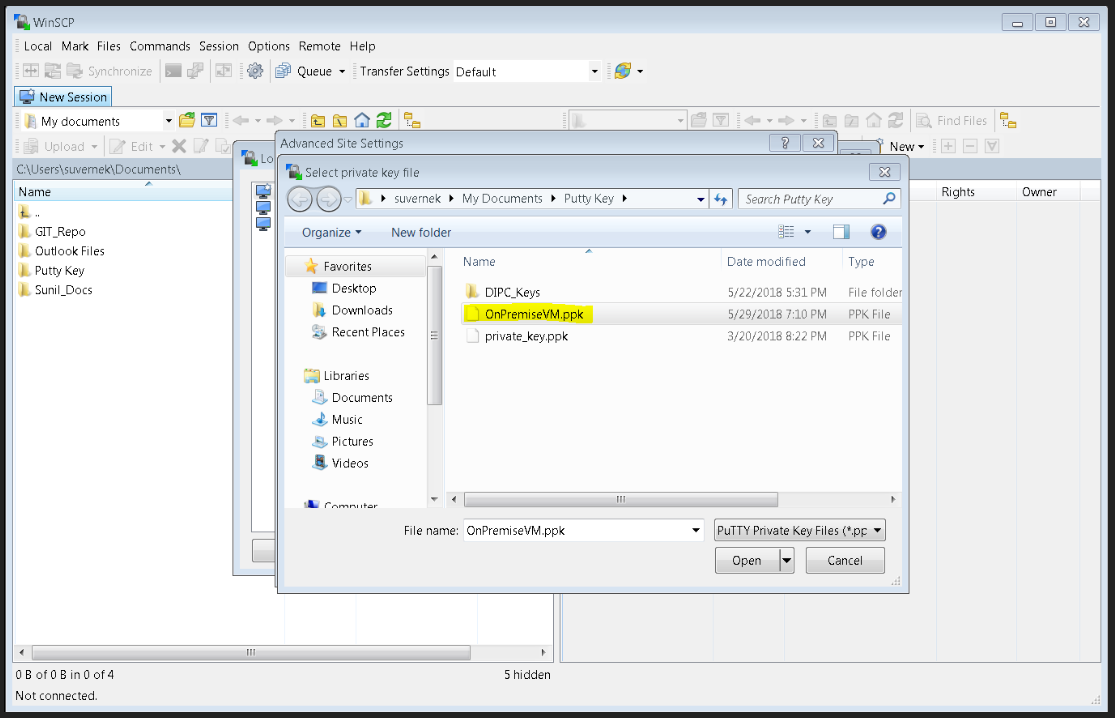 WinSCP
Local Mark Files Commands Session Options Remote Help
Synchronize Queue Transfer Settings Default
New Session
My documents Find Files
Upload Edit New
Advanced Site Settings
Lo
C:\Users\suvernek\Documents\
Select private key file
Name Rights Owner
suvernek My Documents Putty Key Search Putty Key
..
GIT_Repo
Outlook Files
Putty Key
Sunil_Docs
Organize New folder
Favorites
Desktop
Downloads
Recent Places
Libraries
Documents
Music
Pictures
Videos
Computer
Name Date modified Type
DIPC_Keys 5/22/2018 5:31 PM File folder
OnPremiseVM.ppk 5/29/2018 7:10 PM PPK File
private_key.ppk 3/20/2018 8:22 PM PPK File
File name: OnPremiseVM.ppk PuTTY Private Key Files (*.pp
Open Cancel
0 B of 0 B in 0 of 4 5 hidden
Not connected.